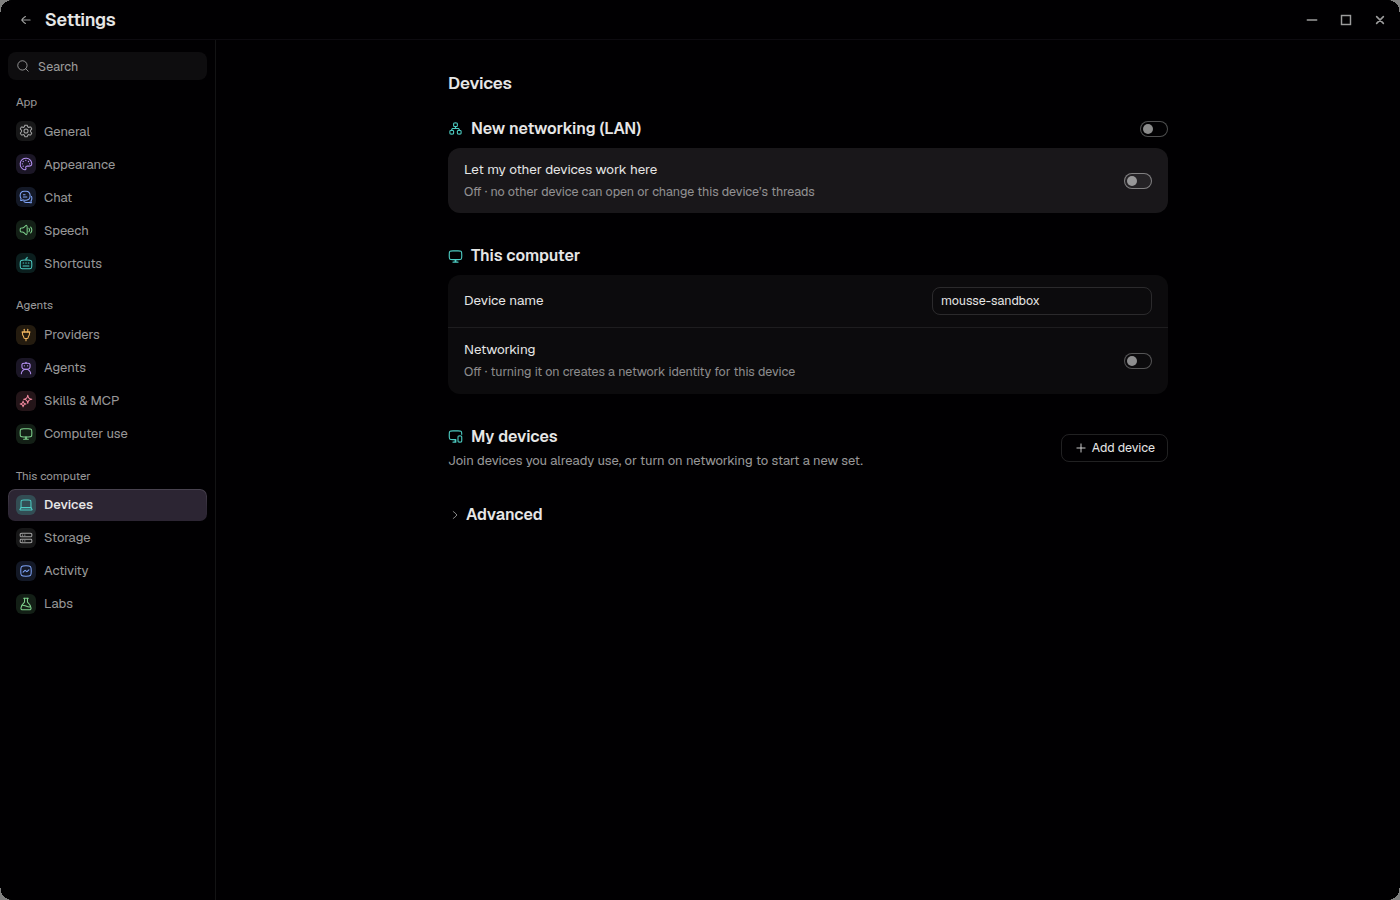 Settings
Search
App
General
Appearance
Chat
Speech
Shortcuts
Agents
Providers
Agents
Skills & MCP
Computer use
This computer
Devices
Storage
Activity
Labs
Devices
New networking (LAN)
Let my other devices work here
Off · no other device can open or change this device's threads
This computer
Device name
mousse-sandbox
Networking
Off · turning it on creates a network identity for this device
My devices
Join devices you already use, or turn on networking to start a new set.
Add device
Advanced